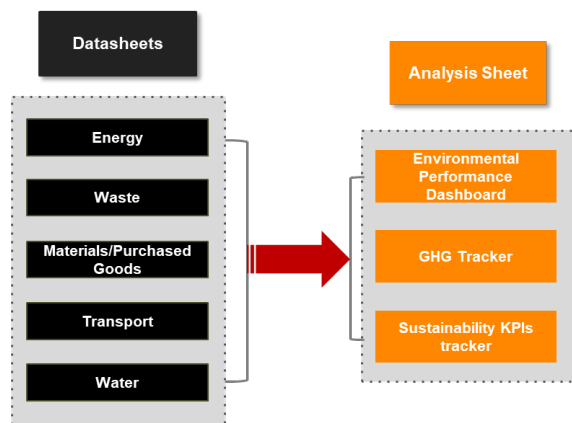 Datasheets
Energy
Waste
Materials/Purchased
Goods
Transport
Water
Analysis Sheet
Environmental
Performance
Dashboard
GHG Tracker
Sustainability KPIs
tracker